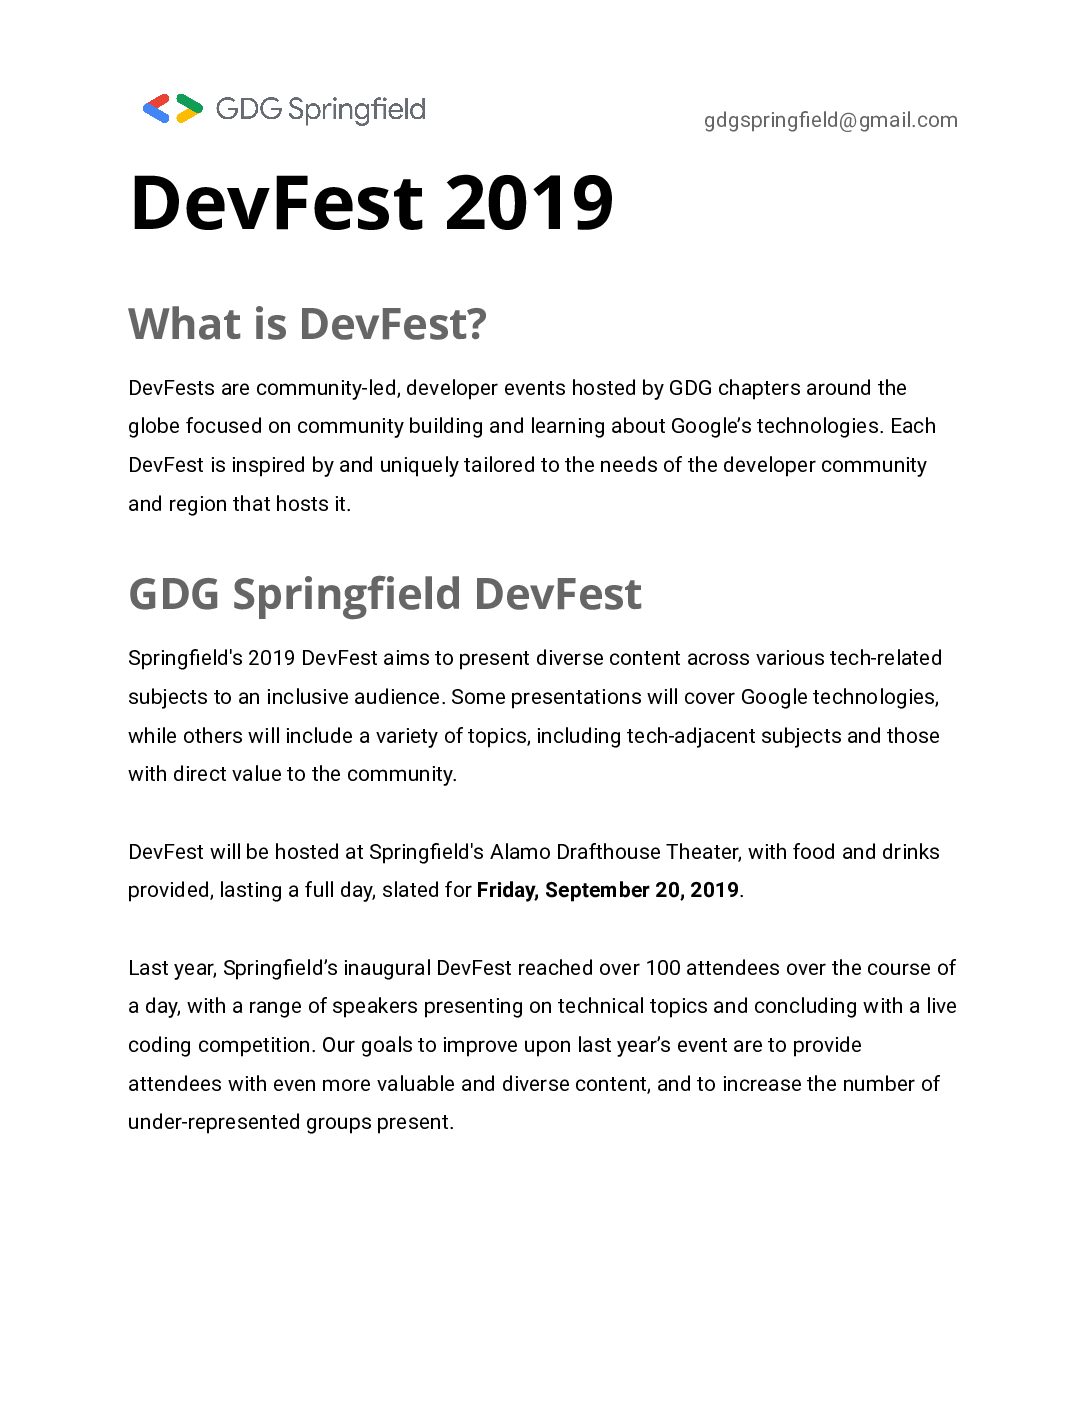 GDG Springfield
gdgspringfield@gmail.com
DevFest 2019
What is DevFest?
DevFests are community-led, developer events hosted by GDG chapters around the
globe focused on community building and learning about Google’s technologies. Each
DevFest is inspired by and uniquely tailored to the needs of the developer community
and region that hosts it.
GDG Springfield DevFest
Springfield's 2019 DevFest aims to present diverse content across various tech-related
subjects to an inclusive audience. Some presentations will cover Google technologies,
while others will include a variety of topics, including tech-adjacent subjects and those
with direct value to the community.
DevFest will be hosted at Springfield's Alamo Drafthouse Theater, with food and drinks
provided, lasting a full day, slated for Friday, September 20, 2019.
Last year, Springfield’s inaugural DevFest reached over 100 attendees over the course of
a day, with a range of speakers presenting on technical topics and concluding with a live
coding competition. Our goals to improve upon last year’s event are to provide
attendees with even more valuable and diverse content, and to increase the number of
under-represented groups present.